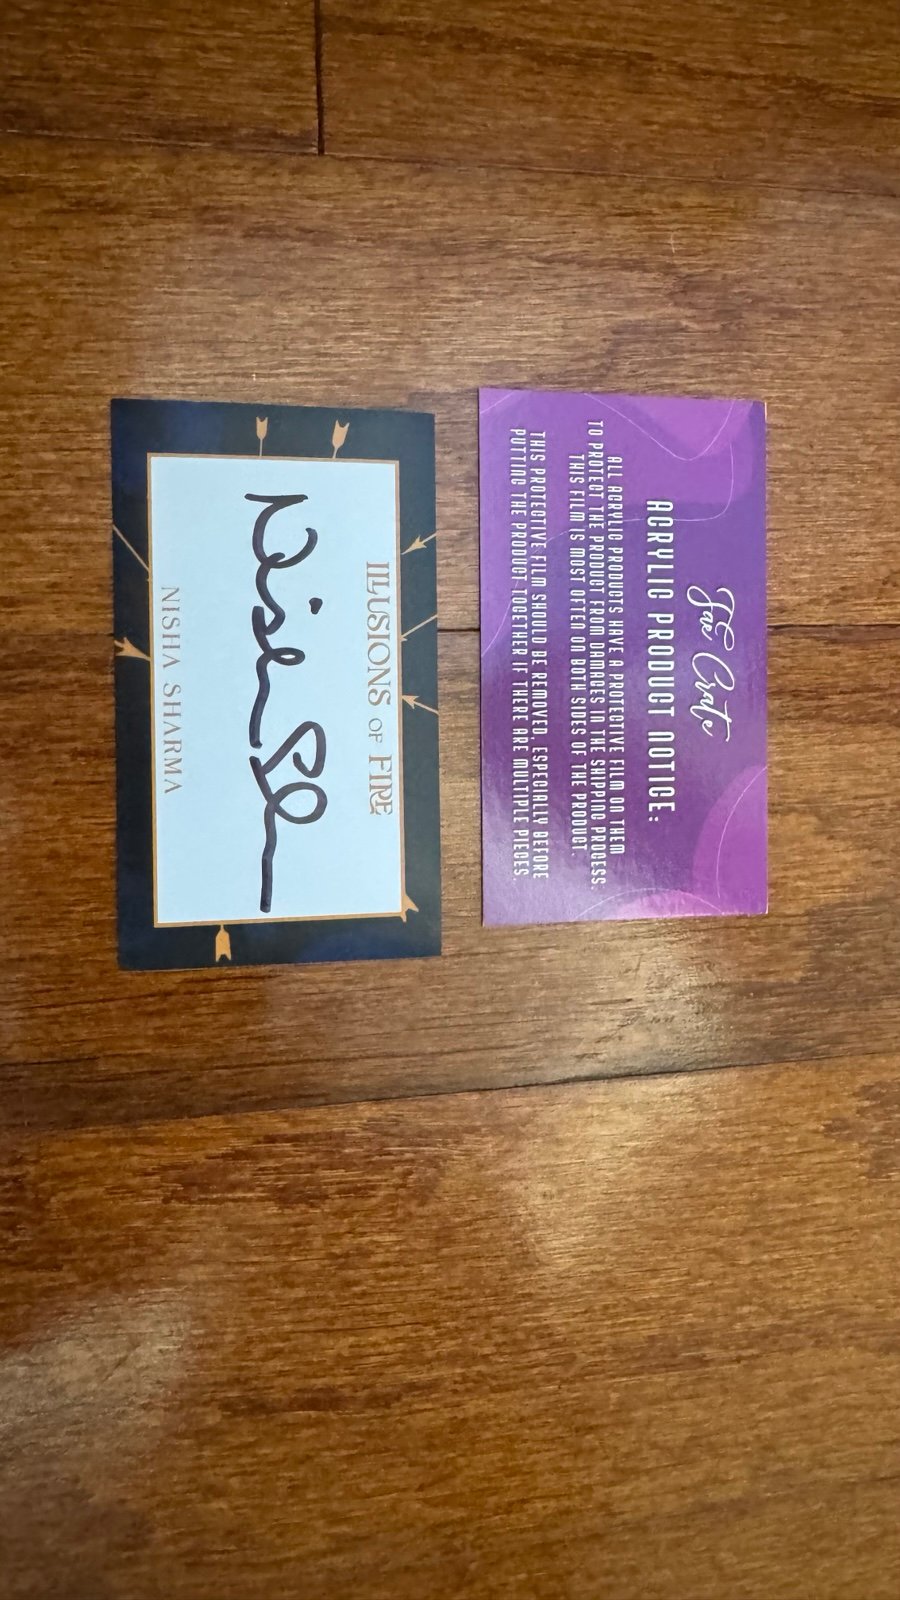 Fae Crate
ACRYLIC PRODUCT NOTICE:
ALL ACRYLIC PRODUCTS HAVE A PROTECTIVE FILM ON THEM
TO PROTECT THE PRODUCT FROM DAMAGES IN THE SHIPPING PROCESS.
THIS FILM IS MOST OFTEN ON BOTH SIDES OF THE PRODUCT
THIS PROTECTIVE FILM SHOULD BE REMOVED, ESPECIALLY BEFORE
PUTTING THE PRODUCT TOGETHER IF THERE ARE MULTIPLE PIECES.
ILLUSIONS OF FIRE
Nisha Sh
NISHA SHARMA